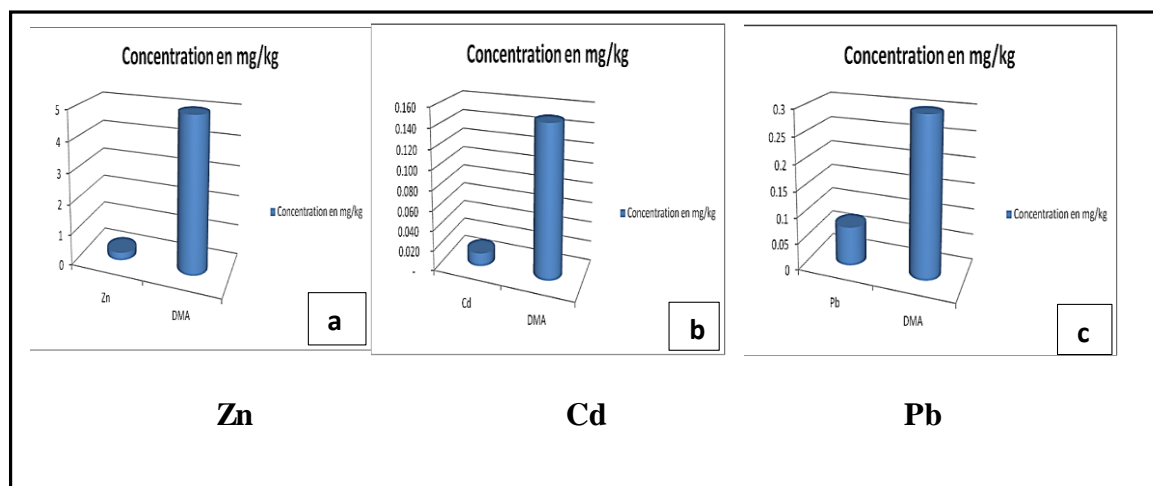 Concentration en mg/kg
5
4
3
2
1
0
Zn
DMA
Concentration en mg/kg
a
Concentration en mg/kg
0.160
0.140
0.120
0.100
0.080
0.060
0.040
0.020
-
Cd
DMA
Concentration en mg/kg
b
Concentration en mg/kg
0.3
0.25
0.2
0.15
0.1
0.05
0
Pb
DMA
Concentration en mg/kg
c
Zn Cd Pb